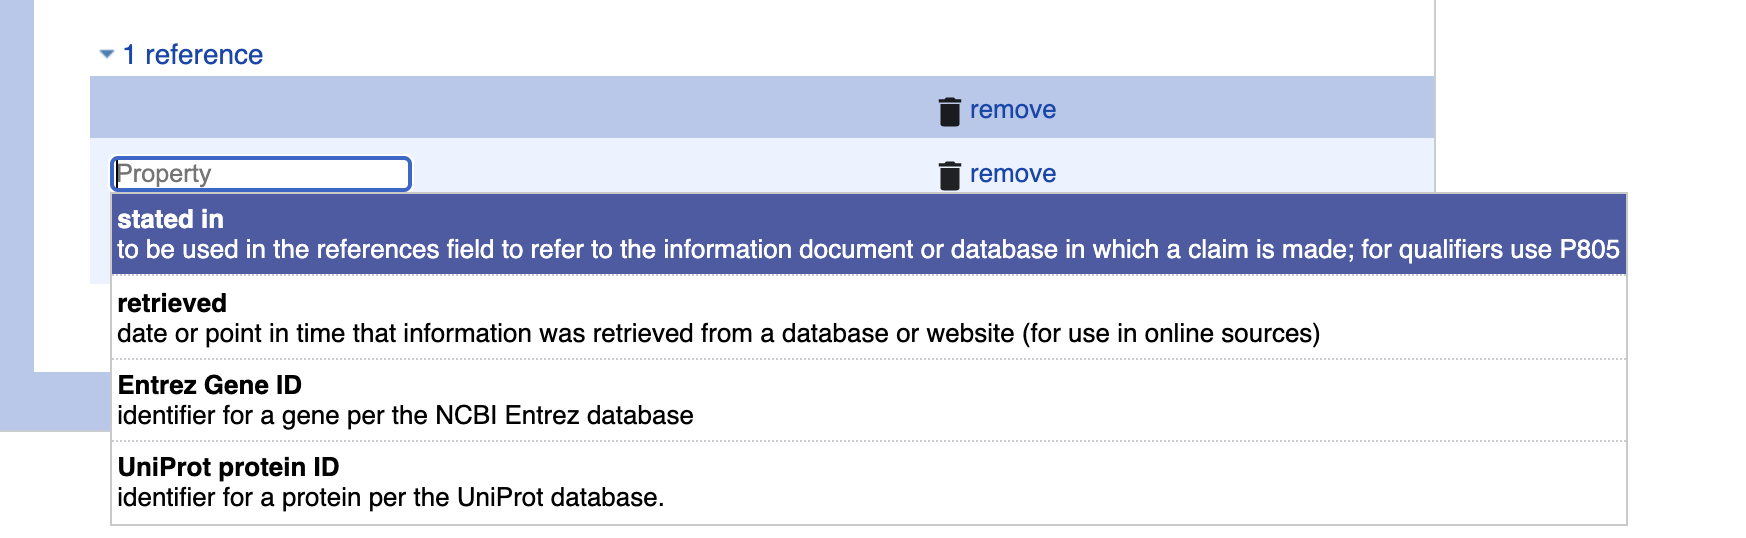 1 reference
remove
Property
remove
stated in
to be used in the references field to refer to the information document or database in which a claim is made; for qualifiers use P805
retrieved
date or point in time that information was retrieved from a database or website (for use in online sources)
Entrez Gene ID
identifier for a gene per the NCBI Entrez database
UniProt protein ID
identifier for a protein per the UniProt database.